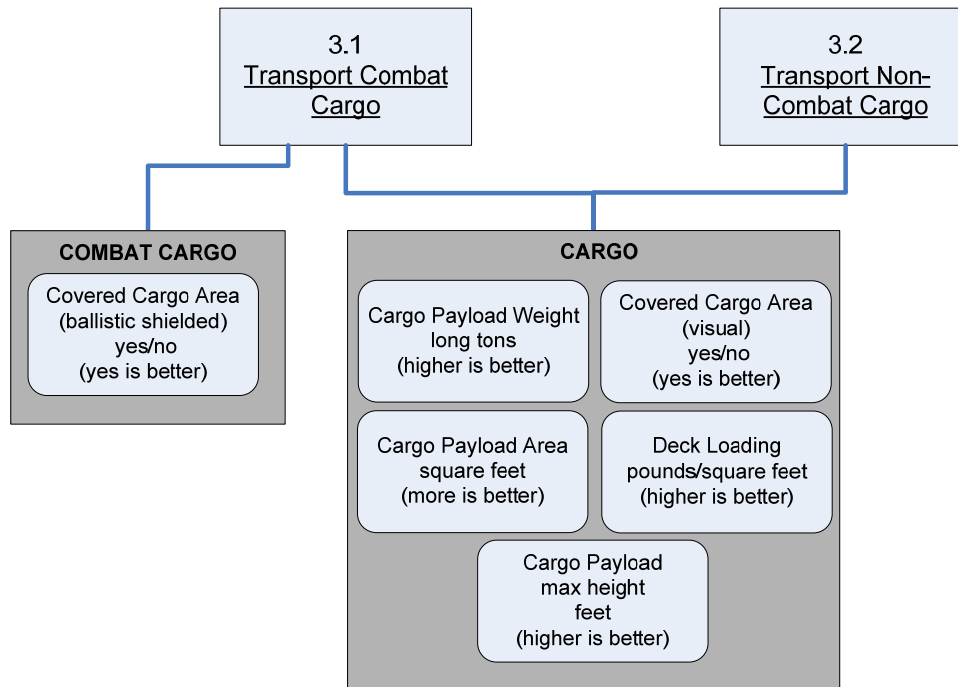 3.1
Transport Combat
Cargo
3.2
Transport Non-
Combat Cargo
COMBAT CARGO
Covered Cargo Area
(ballistic shielded)
yes/no
(yes is better)
CARGO
Cargo Payload Weight
long tons
(higher is better)
Covered Cargo Area
(visual)
yes/no
(yes is better)
Cargo Payload Area
square feet
(more is better)
Deck Loading
pounds/square feet
(higher is better)
Cargo Payload
max height
feet
(higher is better)